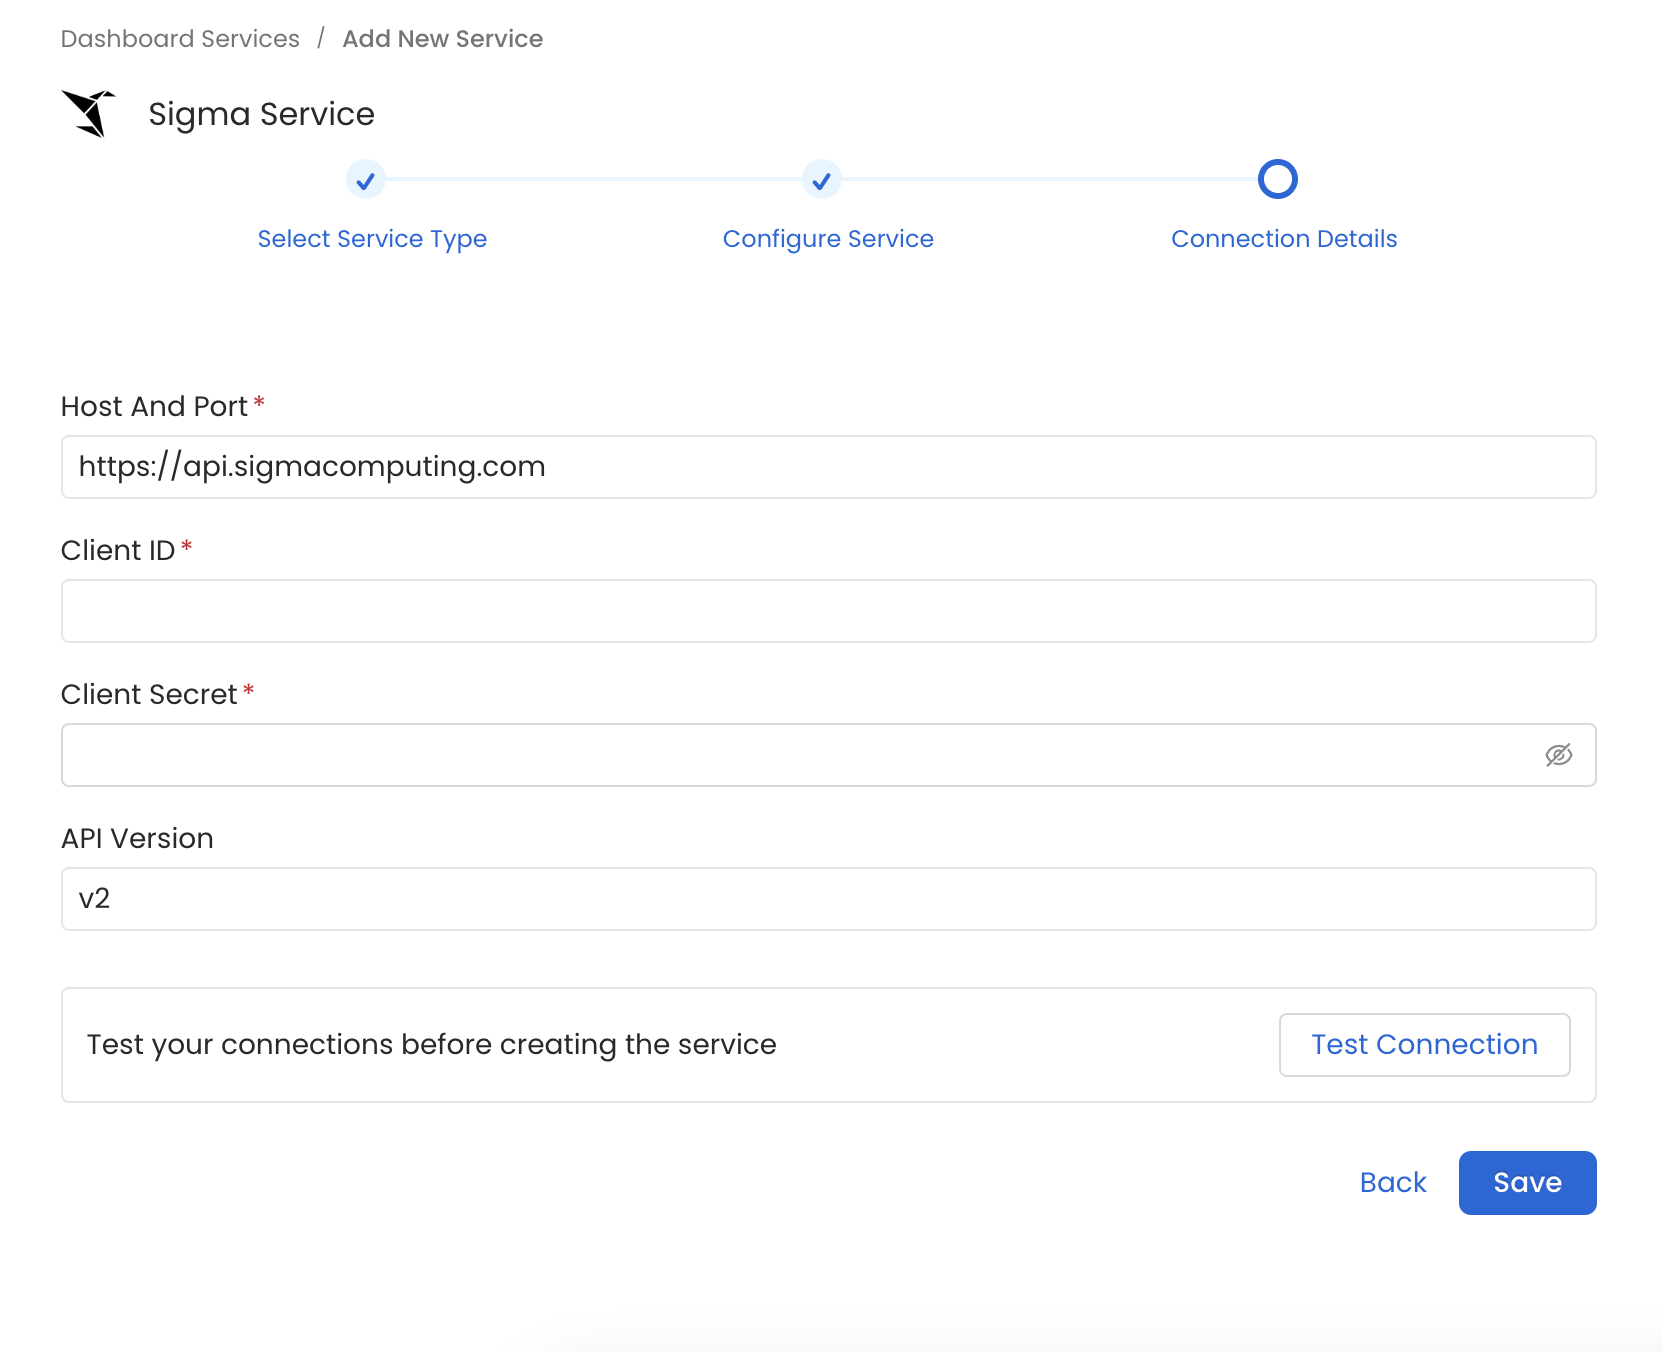 Dashboard Services / Add New Service
Sigma Service
Select Service Type Configure Service Connection Details
Host And Port*
https://api.sigmacomputing.com
Client ID*
Client Secret*
API Version
v2
Test your connections before creating the service Test Connection
Back Save